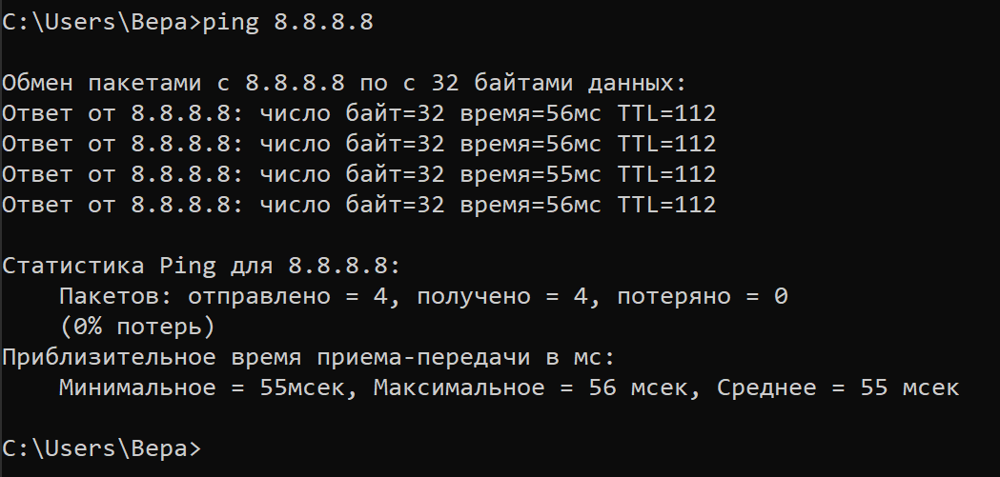 C:\Users\Вера>ping 8.8.8.8
Обмен пакетами с 8.8.8.8 по с 32 байтами данных:
Ответ от 8.8.8.8: число байт=32 время=56мс TTL=112
Ответ от 8.8.8.8: число байт=32 время=56мс TTL=112
Ответ от 8.8.8.8: число байт=32 время=55мс TTL=112
Ответ от 8.8.8.8: число байт=32 время=56мс TTL=112
Статистика Ping для 8.8.8.8:
Пакетов: отправлено = 4, получено = 4, потеряно = 0
(0% потерь)
Приблизительное время приема-передачи в мс:
Минимальное = 55мсек, Максимальное = 56 мсек, Среднее = 55 мсек
C:\Users\Вера>